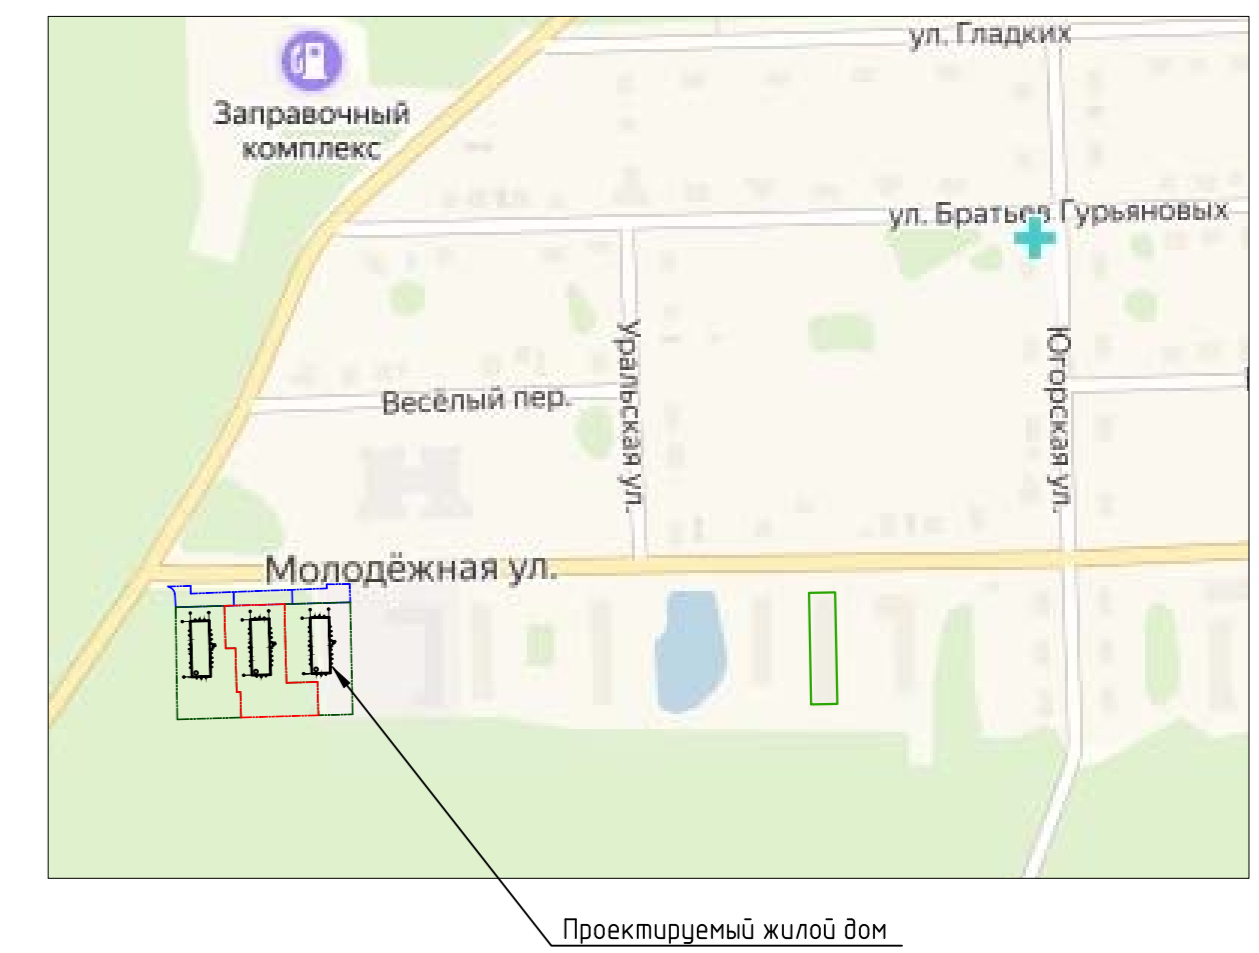 ул. Гладких
Заправочный
комплекс
ул. Братьев Гурьяновых
Уральская ул.
Югорская ул.
Весёлый пер.
Молодёжная ул.
Проектируемый жилой дом